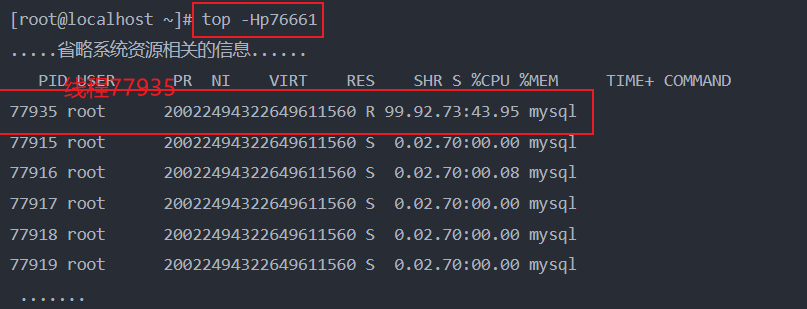 [root@localhost ~]# top -Hp76661
.....省略系统资源相关的信息......
PID USER PR NI VIRT RES SHR S %CPU %MEM TIME+ COMMAND
线程77935
77935 root 20022494322649611560 R 99.92.73:43.95 mysql
77915 root 20022494322649611560 S 0.02.70:00.00 mysql
77916 root 20022494322649611560 S 0.02.70:00.08 mysql
77917 root 20022494322649611560 S 0.02.70:00.00 mysql
77918 root 20022494322649611560 S 0.02.70:00.00 mysql
77919 root 20022494322649611560 S 0.02.70:00.00 mysql
.......